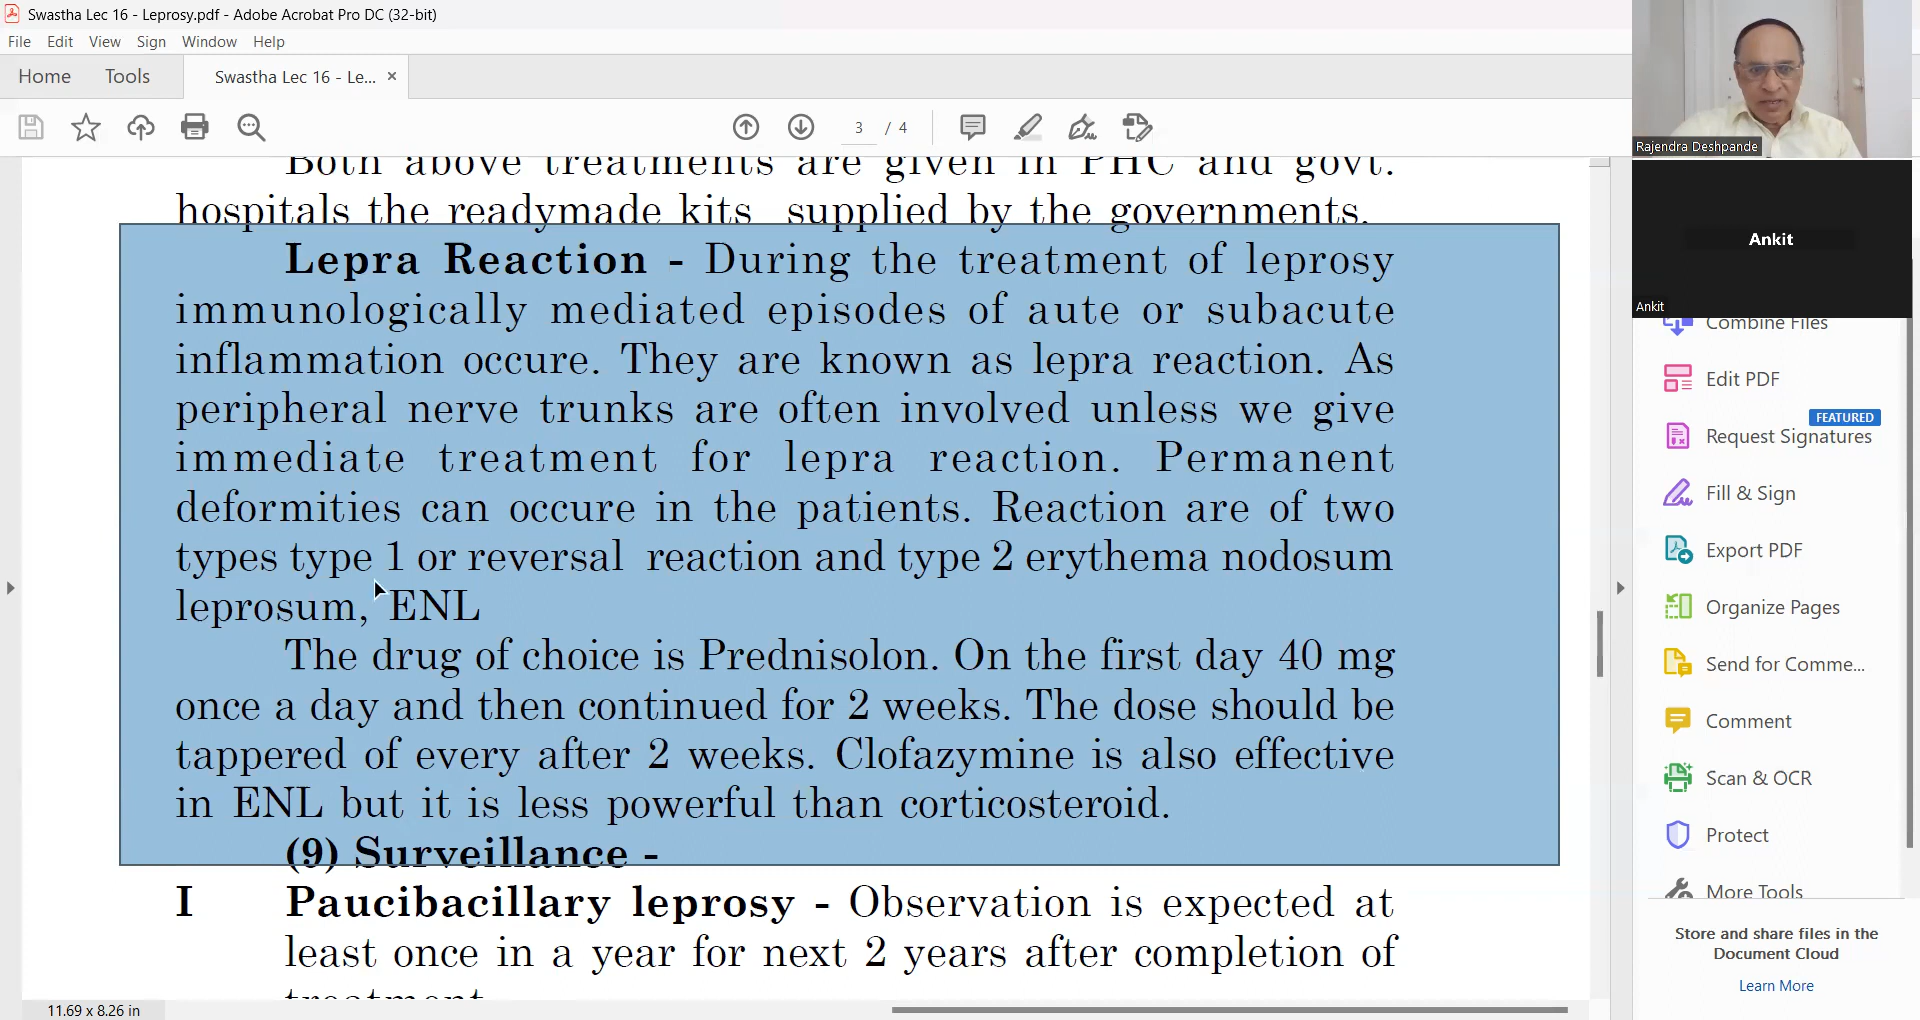 Swastha Lec 16 - Leprosy.pdf - Adobe Acrobat Pro DC (32-bit)
File Edit View Sign Window Help
Home Tools Swastha Lec 16 - Le... ×
3 / 4
Both above treatments are given in PHC and govt.
hospitals the readymade kits supplied by the governments.
Lepra Reaction - During the treatment of leprosy
immunologically mediated episodes of aute or subacute
inflammation occure. They are known as lepra reaction. As
peripheral nerve trunks are often involved unless we give
immediate treatment for lepra reaction. Permanent
deformities can occure in the patients. Reaction are of two
types type 1 or reversal reaction and type 2 erythema nodosum
leprosum, ENL
The drug of choice is Prednisolon. On the first day 40 mg
once a day and then continued for 2 weeks. The dose should be
tappered of every after 2 weeks. Clofazymine is also effective
in ENL but it is less powerful than corticosteroid.
(9) Surveillance -
I Paucibacillary leprosy - Observation is expected at
least once in a year for next 2 years after completion of
treatment
11.69 x 8.26 in
Rajendra Deshpande
Ankit
Ankit
Combine Files
Edit PDF
FEATURED
Request Signatures
Fill & Sign
Export PDF
Organize Pages
Send for Comme...
Comment
Scan & OCR
Protect
More Tools
Store and share files in the
Document Cloud
Learn More